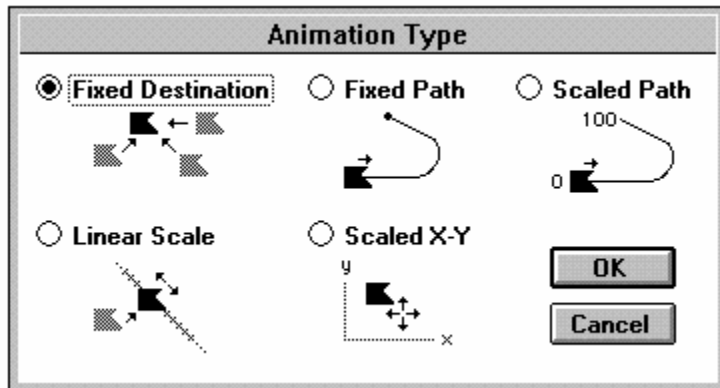 Animation Type
Fixed Destination
Fixed Path
Scaled Path
100
0
Linear Scale
Scaled X-Y
y
x
OK
Cancel